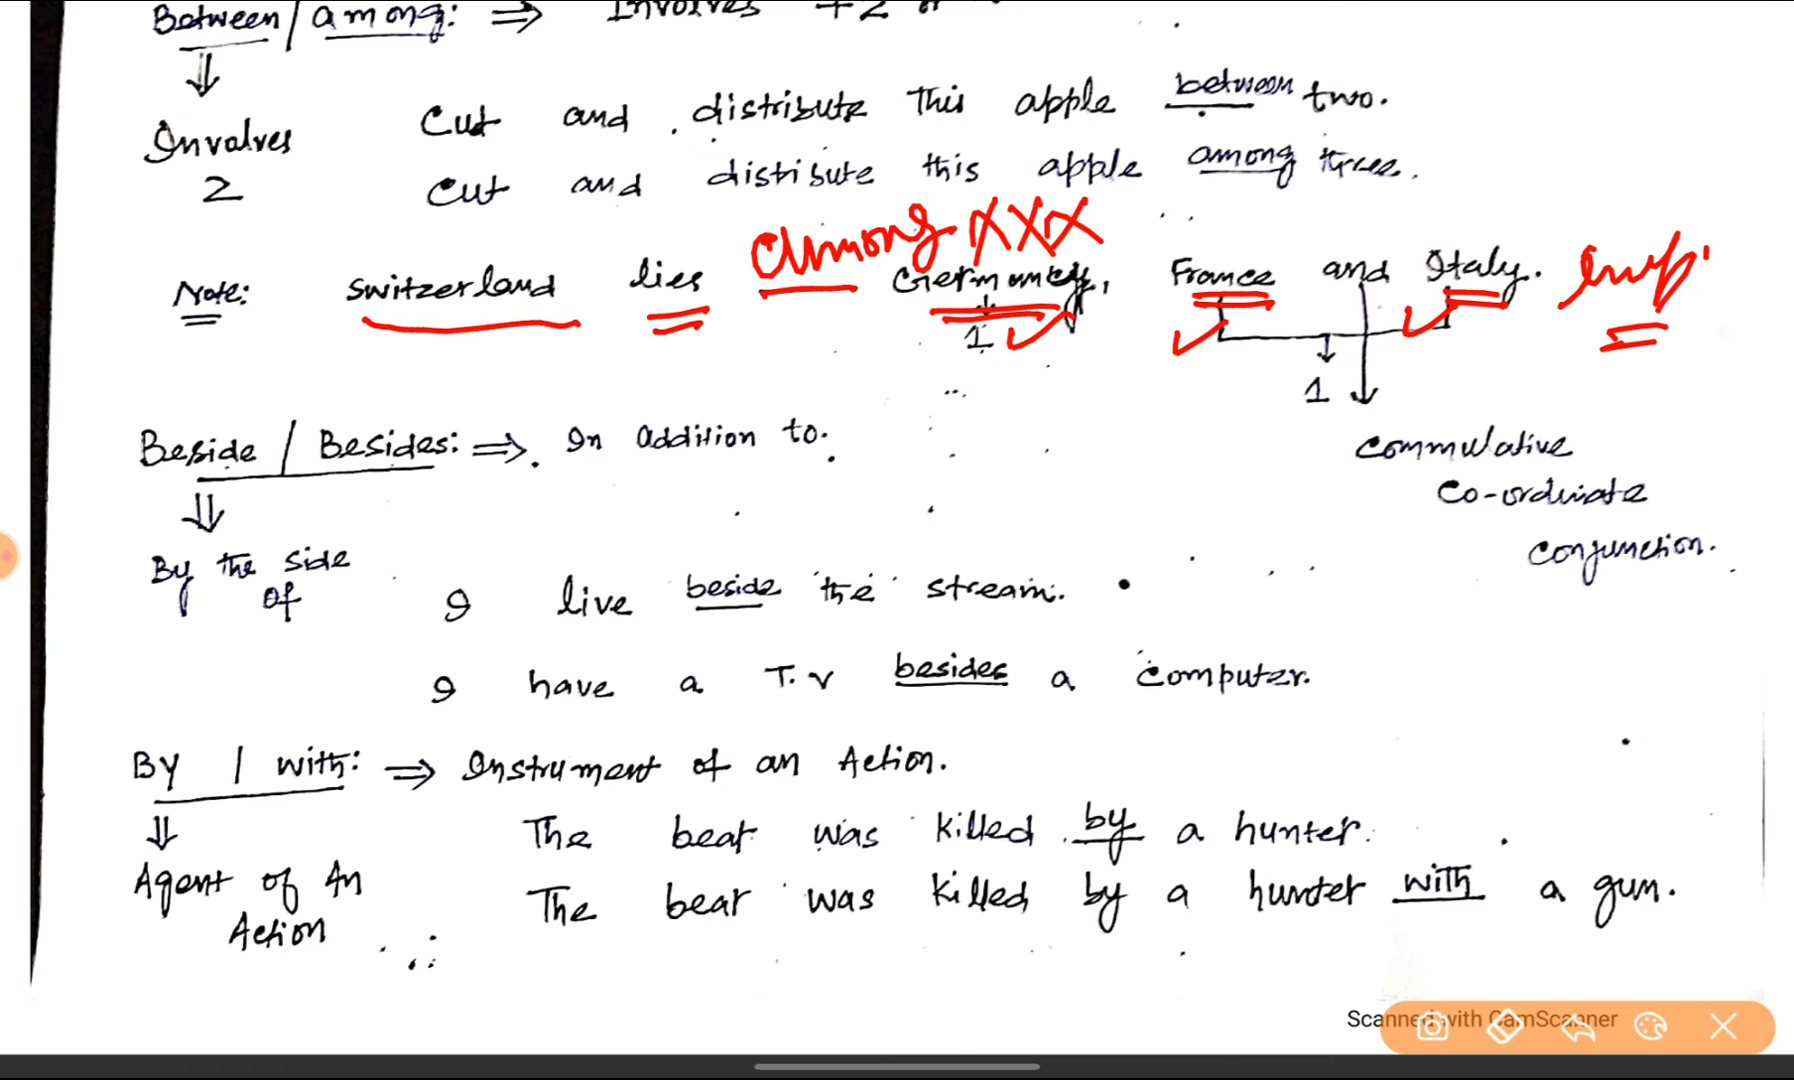 Between / among: ⇒ Involves +2 or
⇓
Involves 2
Cut and distribute This apple between two.
Cut and distribute this apple among three.
Note: Switzerland lies Among XXX Germaney, France and Italy. Imp.
1
1
Commulative
Co-ordinate
Conjunction.
Beside / Besides: ⇒ In addition to.
⇓
By the side
of
I live beside the stream.
I have a T.V besides a computer.
By / with: ⇒ Instrument of an Action.
⇓
Agent of An
Action
The bear was killed by a hunter.
The bear was killed by a hunter with a gun.
Scanned with CamScanner